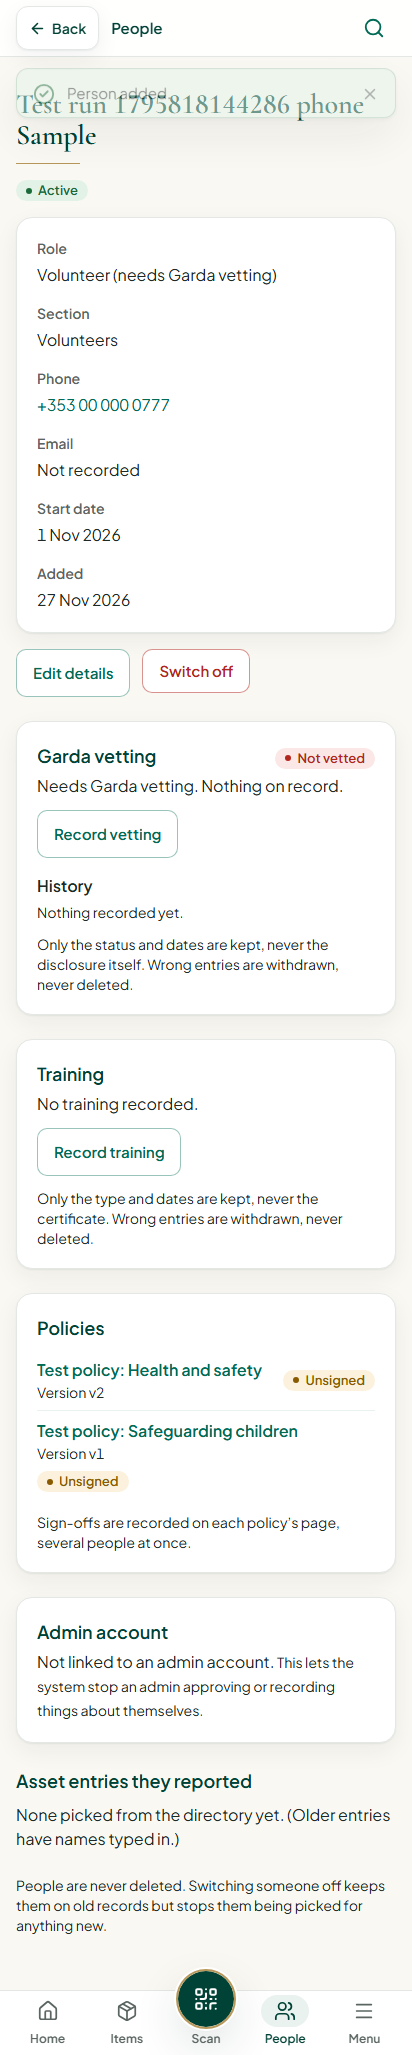 Back
People
Person added.
Test run 1795818144286 phone
Sample
Active
Role
Volunteer (needs Garda vetting)
Section
Volunteers
Phone
+353 00 000 0777
Email
Not recorded
Start date
1 Nov 2026
Added
27 Nov 2026
Edit details
Switch off
Garda vetting
Not vetted
Needs Garda vetting. Nothing on record.
Record vetting
History
Nothing recorded yet.
Only the status and dates are kept, never the
disclosure itself. Wrong entries are withdrawn,
never deleted.
Training
No training recorded.
Record training
Only the type and dates are kept, never the
certificate. Wrong entries are withdrawn, never
deleted.
Policies
Test policy: Health and safety
Unsigned
Version v2
Test policy: Safeguarding children
Version v1
Unsigned
Sign-offs are recorded on each policy's page,
several people at once.
Admin account
Not linked to an admin account. This lets the
system stop an admin approving or recording
things about themselves.
Asset entries they reported
None picked from the directory yet. (Older entries
have names typed in.)
People are never deleted. Switching someone off keeps
them on old records but stops them being picked for
anything new.
Home
Items
Scan
People
Menu